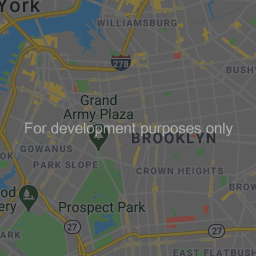 York
WILLIAMSBURG
278
BUSH
Grand
Army Plaza
For development purposes only
GOWANUS
BROOKLYN
PARK SLOPE
CROWN HEIGHTS
BROW
od
ery
Prospect Park
27
27
PARK
EAST FLATBUSH